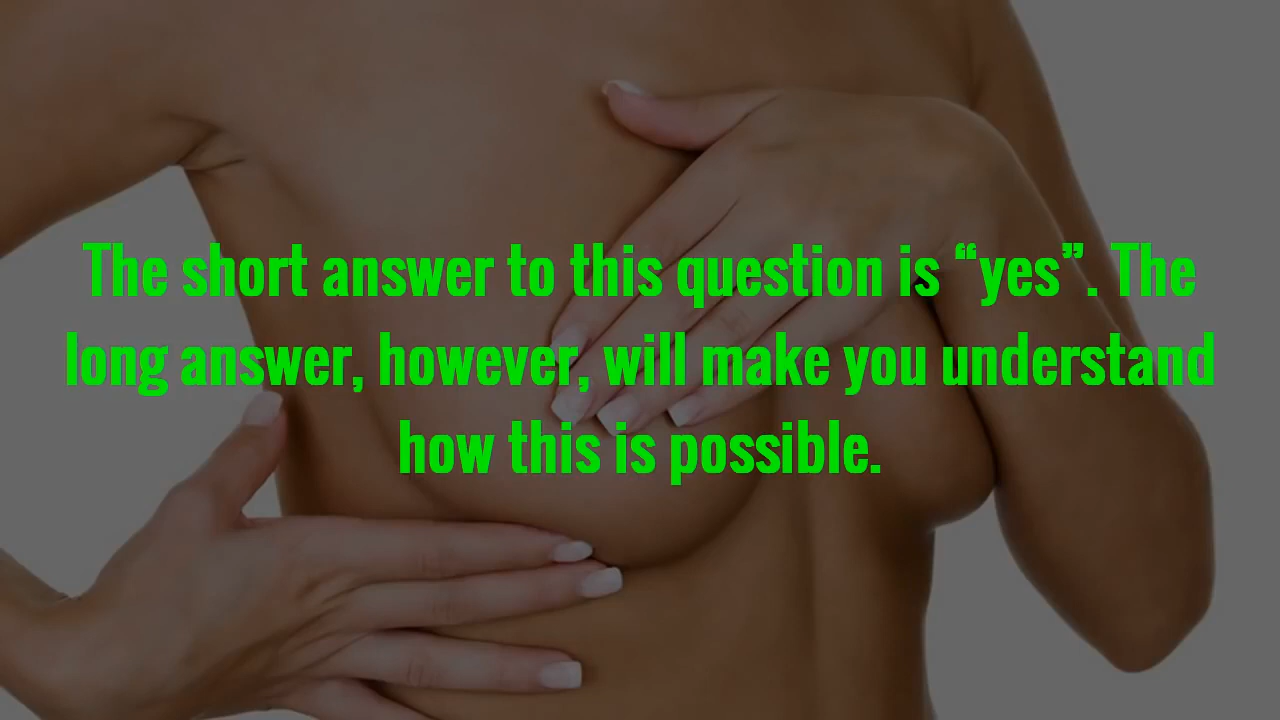 The short answer to this question is “yes”. The
long answer, however, will make you understand
how this is possible.